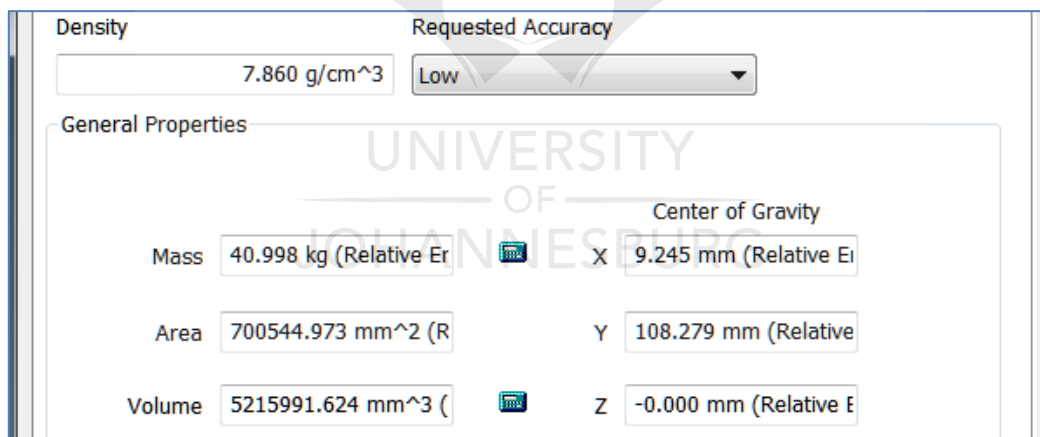 Density Requested Accuracy
7.860 g/cm^3 Low
General Properties
UNIVERSITY
OF
JOHANNESBURG
Center of Gravity
Mass 40.998 kg (Relative Er X 9.245 mm (Relative Er
Area 700544.973 mm^2 (R Y 108.279 mm (Relative
Volume 5215991.624 mm^3 ( Z -0.000 mm (Relative E